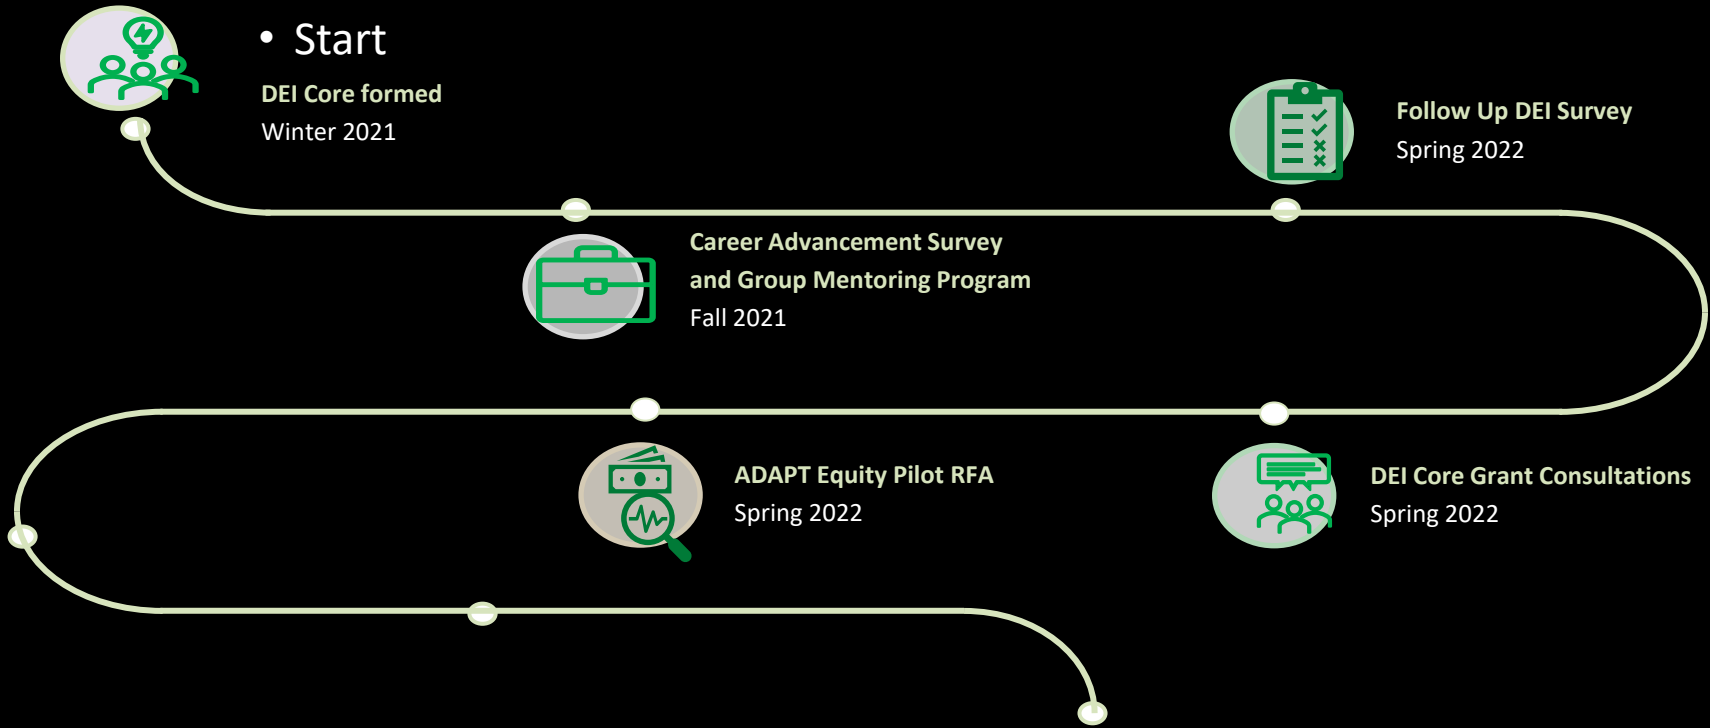 • Start
DEI Core formed
Winter 2021
Follow Up DEI Survey
Spring 2022
Career Advancement Survey
and Group Mentoring Program
Fall 2021
ADAPT Equity Pilot RFA
Spring 2022
DEI Core Grant Consultations
Spring 2022